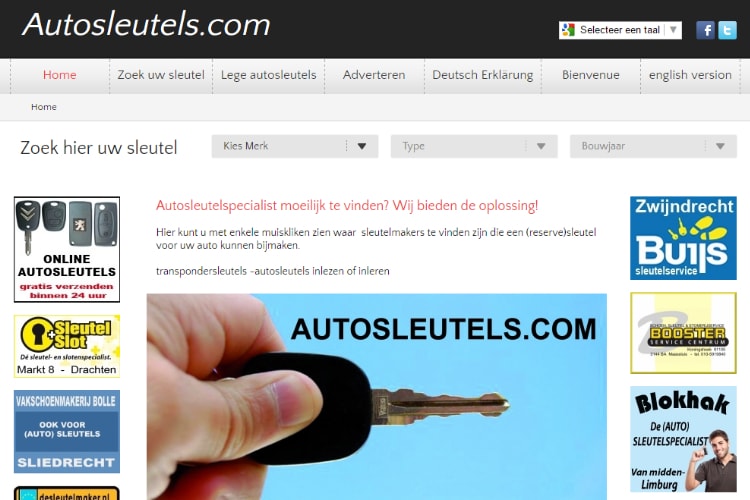 Autosleutels.com
Selecteer een taal
Home
Zoek uw sleutel
Lege autosleutels
Adverteren
Deutsch Erklärung
Bienvenue
english version
Home
Zoek hier uw sleutel
Kies Merk
Type
Bouwjaar
ONLINE
AUTOSLEUTELS
gratis verzenden
binnen 24 uur
Sleutel
Slot
Dé sleutel- en slotenspecialist.
Markt 8 - Drachten
VAKSCHOENMAKERIJ BOLLE
OOK VOOR
(AUTO) SLEUTELS
SLIEDRECHT
desleutelmaker.nl
Autosleutelspecialist moeilijk te vinden? Wij bieden de oplossing!
Hier kunt u met enkele muiskliken zien waar sleutelmakers te vinden zijn die een (reserve)sleutel
voor uw auto kunnen bijmaken.
transpondersleutels -autosleutels inlezen of inleren
AUTOSLEUTELS.COM
Zwijndrecht
Buijs
sleutelservice
BOOSTER
SERVICE CENTRUM
Blokhak
De (AUTO)
SLEUTELSPECIALIST
Van midden-
Limburg